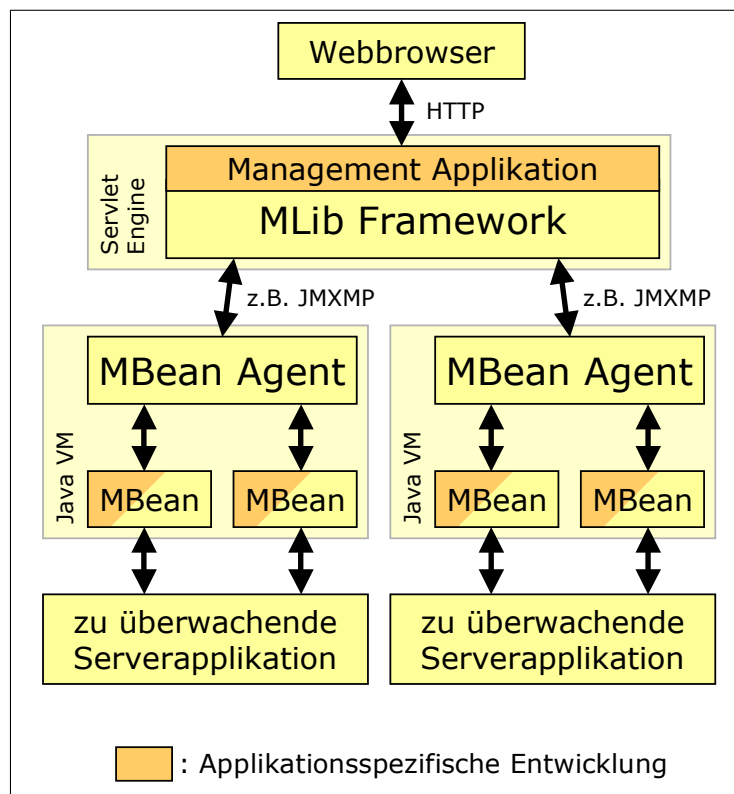 Webbrowser
HTTP
Servlet
Engine
Management Applikation
MLib Framework
z.B. JMXMP
z.B. JMXMP
Java VM
MBean Agent
MBean
MBean
Java VM
MBean Agent
MBean
MBean
zu überwachende
Serverapplikation
zu überwachende
Serverapplikation
: Applikationsspezifische Entwicklung